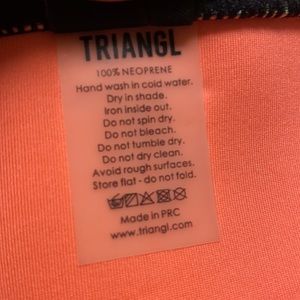 TRIANGL
100% NEOPRENE
Hand wash in cold water.
Dry in shade.
Iron inside out.
Do not spin dry.
Do not bleach.
Do not tumble dry.
Do not dry clean.
Avoid rough surfaces.
Store flat - do not fold.
Made in PRC
www.triangl.com